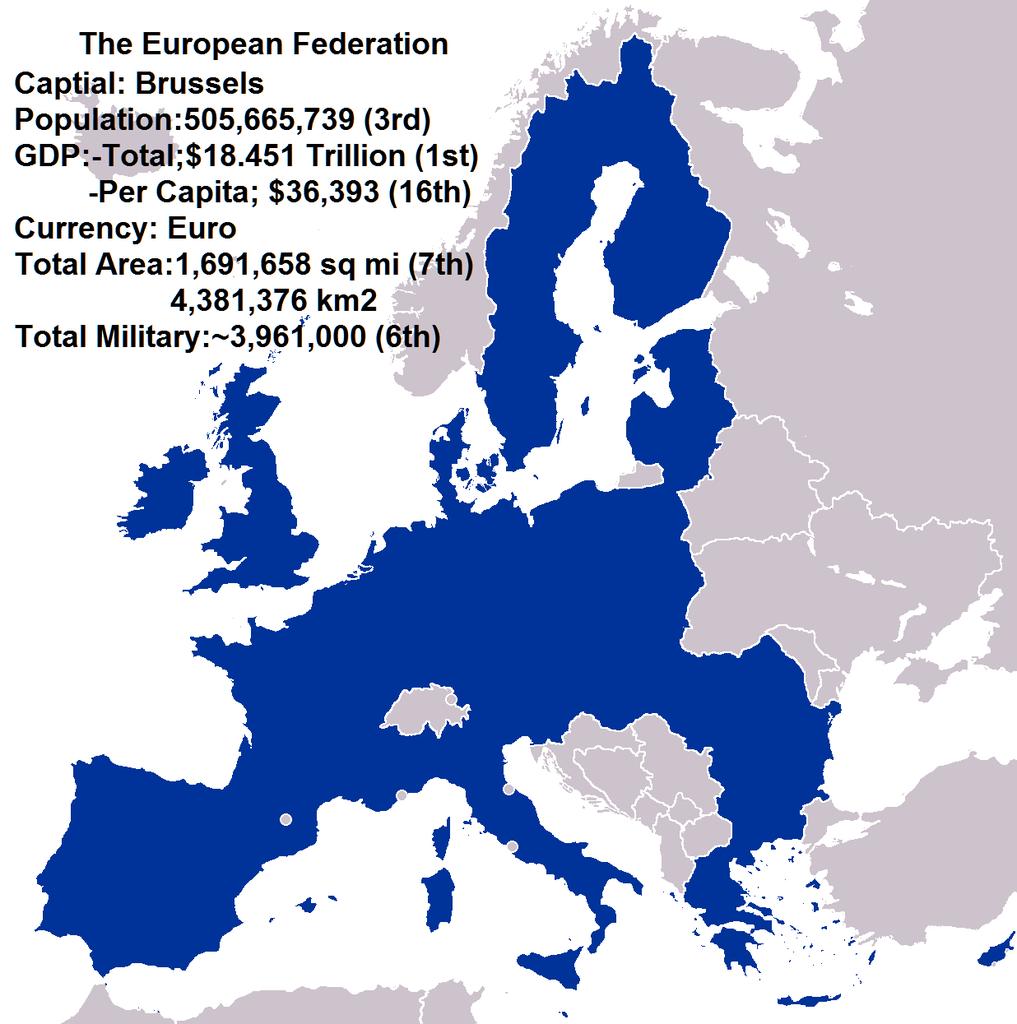 The European Federation
Captial: Brussels
Population:505,665,739 (3rd)
GDP:-Total;$18.451 Trillion (1st)
-Per Capita; $36,393 (16th)
Currency: Euro
Total Area:1,691,658 sq mi (7th)
4,381,376 km2
Total Military:~3,961,000 (6th)